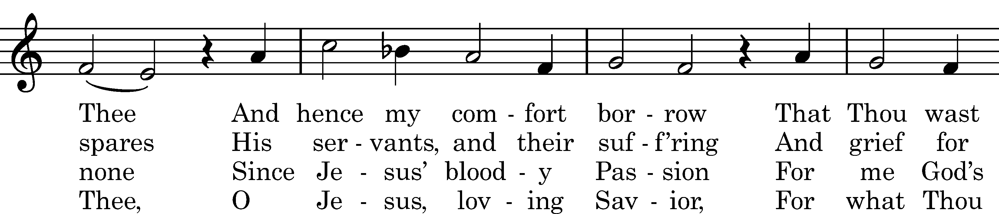 Thee And hence my com - fort bor - row That Thou wast
spares His ser - vants, and their suf - f’ring And grief for
none Since Je - sus’ blood - y Pas - sion For me God’s
Thee, O Je - sus, lov - ing Sav - ior, For what Thou